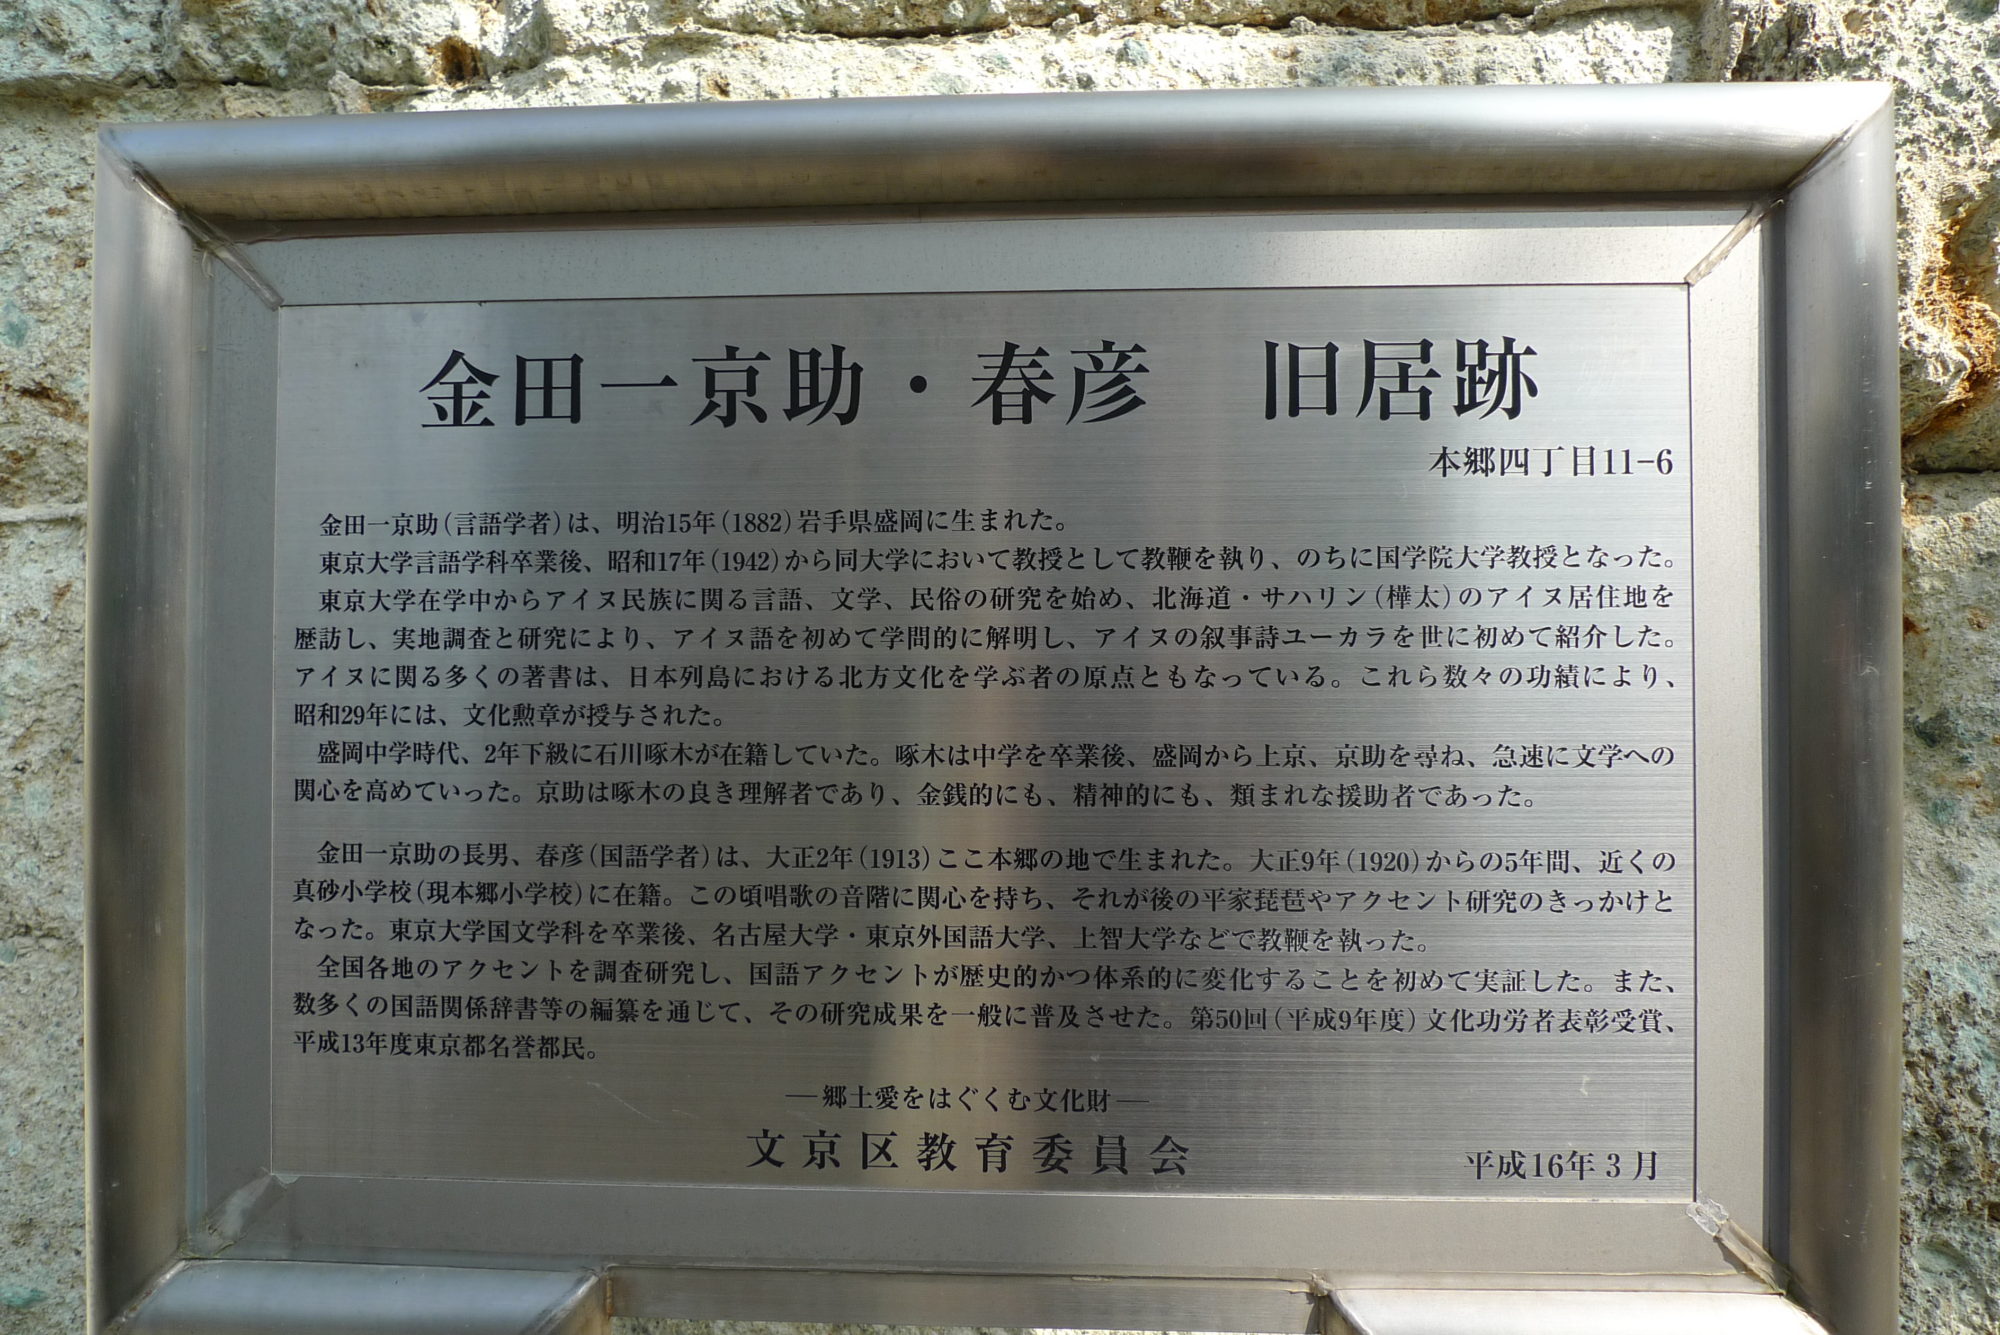 金田一京助・春彦　旧居跡
本郷四丁目11−6
金田一京助(言語学者)は、明治15年(1882)岩手県盛岡に生まれた。
東京大学言語学科卒業後、昭和17年(1942)から同大学において教授として教鞭を執り、のちに国学院大学教授となった。
東京大学在学中からアイヌ民族に関る言語、文学、民俗の研究を始め、北海道・サハリン(樺太)のアイヌ居住地を
歴訪し、実地調査と研究により、アイヌ語を初めて学問的に解明し、アイヌの叙事詩ユーカラを世に初めて紹介した。
アイヌに関る多くの著書は、日本列島における北方文化を学ぶ者の原点ともなっている。これら数々の功績により、
昭和29年には、文化勲章が授与された。
盛岡中学時代、2年下級に石川啄木が在籍していた。啄木は中学を卒業後、盛岡から上京、京助を尋ね、急速に文学への
関心を高めていった。京助は啄木の良き理解者であり、金銭的にも、精神的にも、類まれな援助者であった。
金田一京助の長男、春彦(国語学者)は、大正2年(1913)ここ本郷の地で生まれた。大正9年(1920)からの5年間、近くの
真砂小学校(現本郷小学校)に在籍。この頃唱歌の音階に関心を持ち、それが後の平家琵琶やアクセント研究のきっかけと
なった。東京大学国文学科を卒業後、名古屋大学・東京外国語大学、上智大学などで教鞭を執った。
全国各地のアクセントを調査研究し、国語アクセントが歴史的かつ体系的に変化することを初めて実証した。また、
数多くの国語関係辞書等の編纂を通じて、その研究成果を一般に普及させた。第50回(平成9年度)文化功労者表彰受賞、
平成13年度東京都名誉都民。
―郷土愛をはぐくむ文化財―
文京区教育委員会
平成16年3月